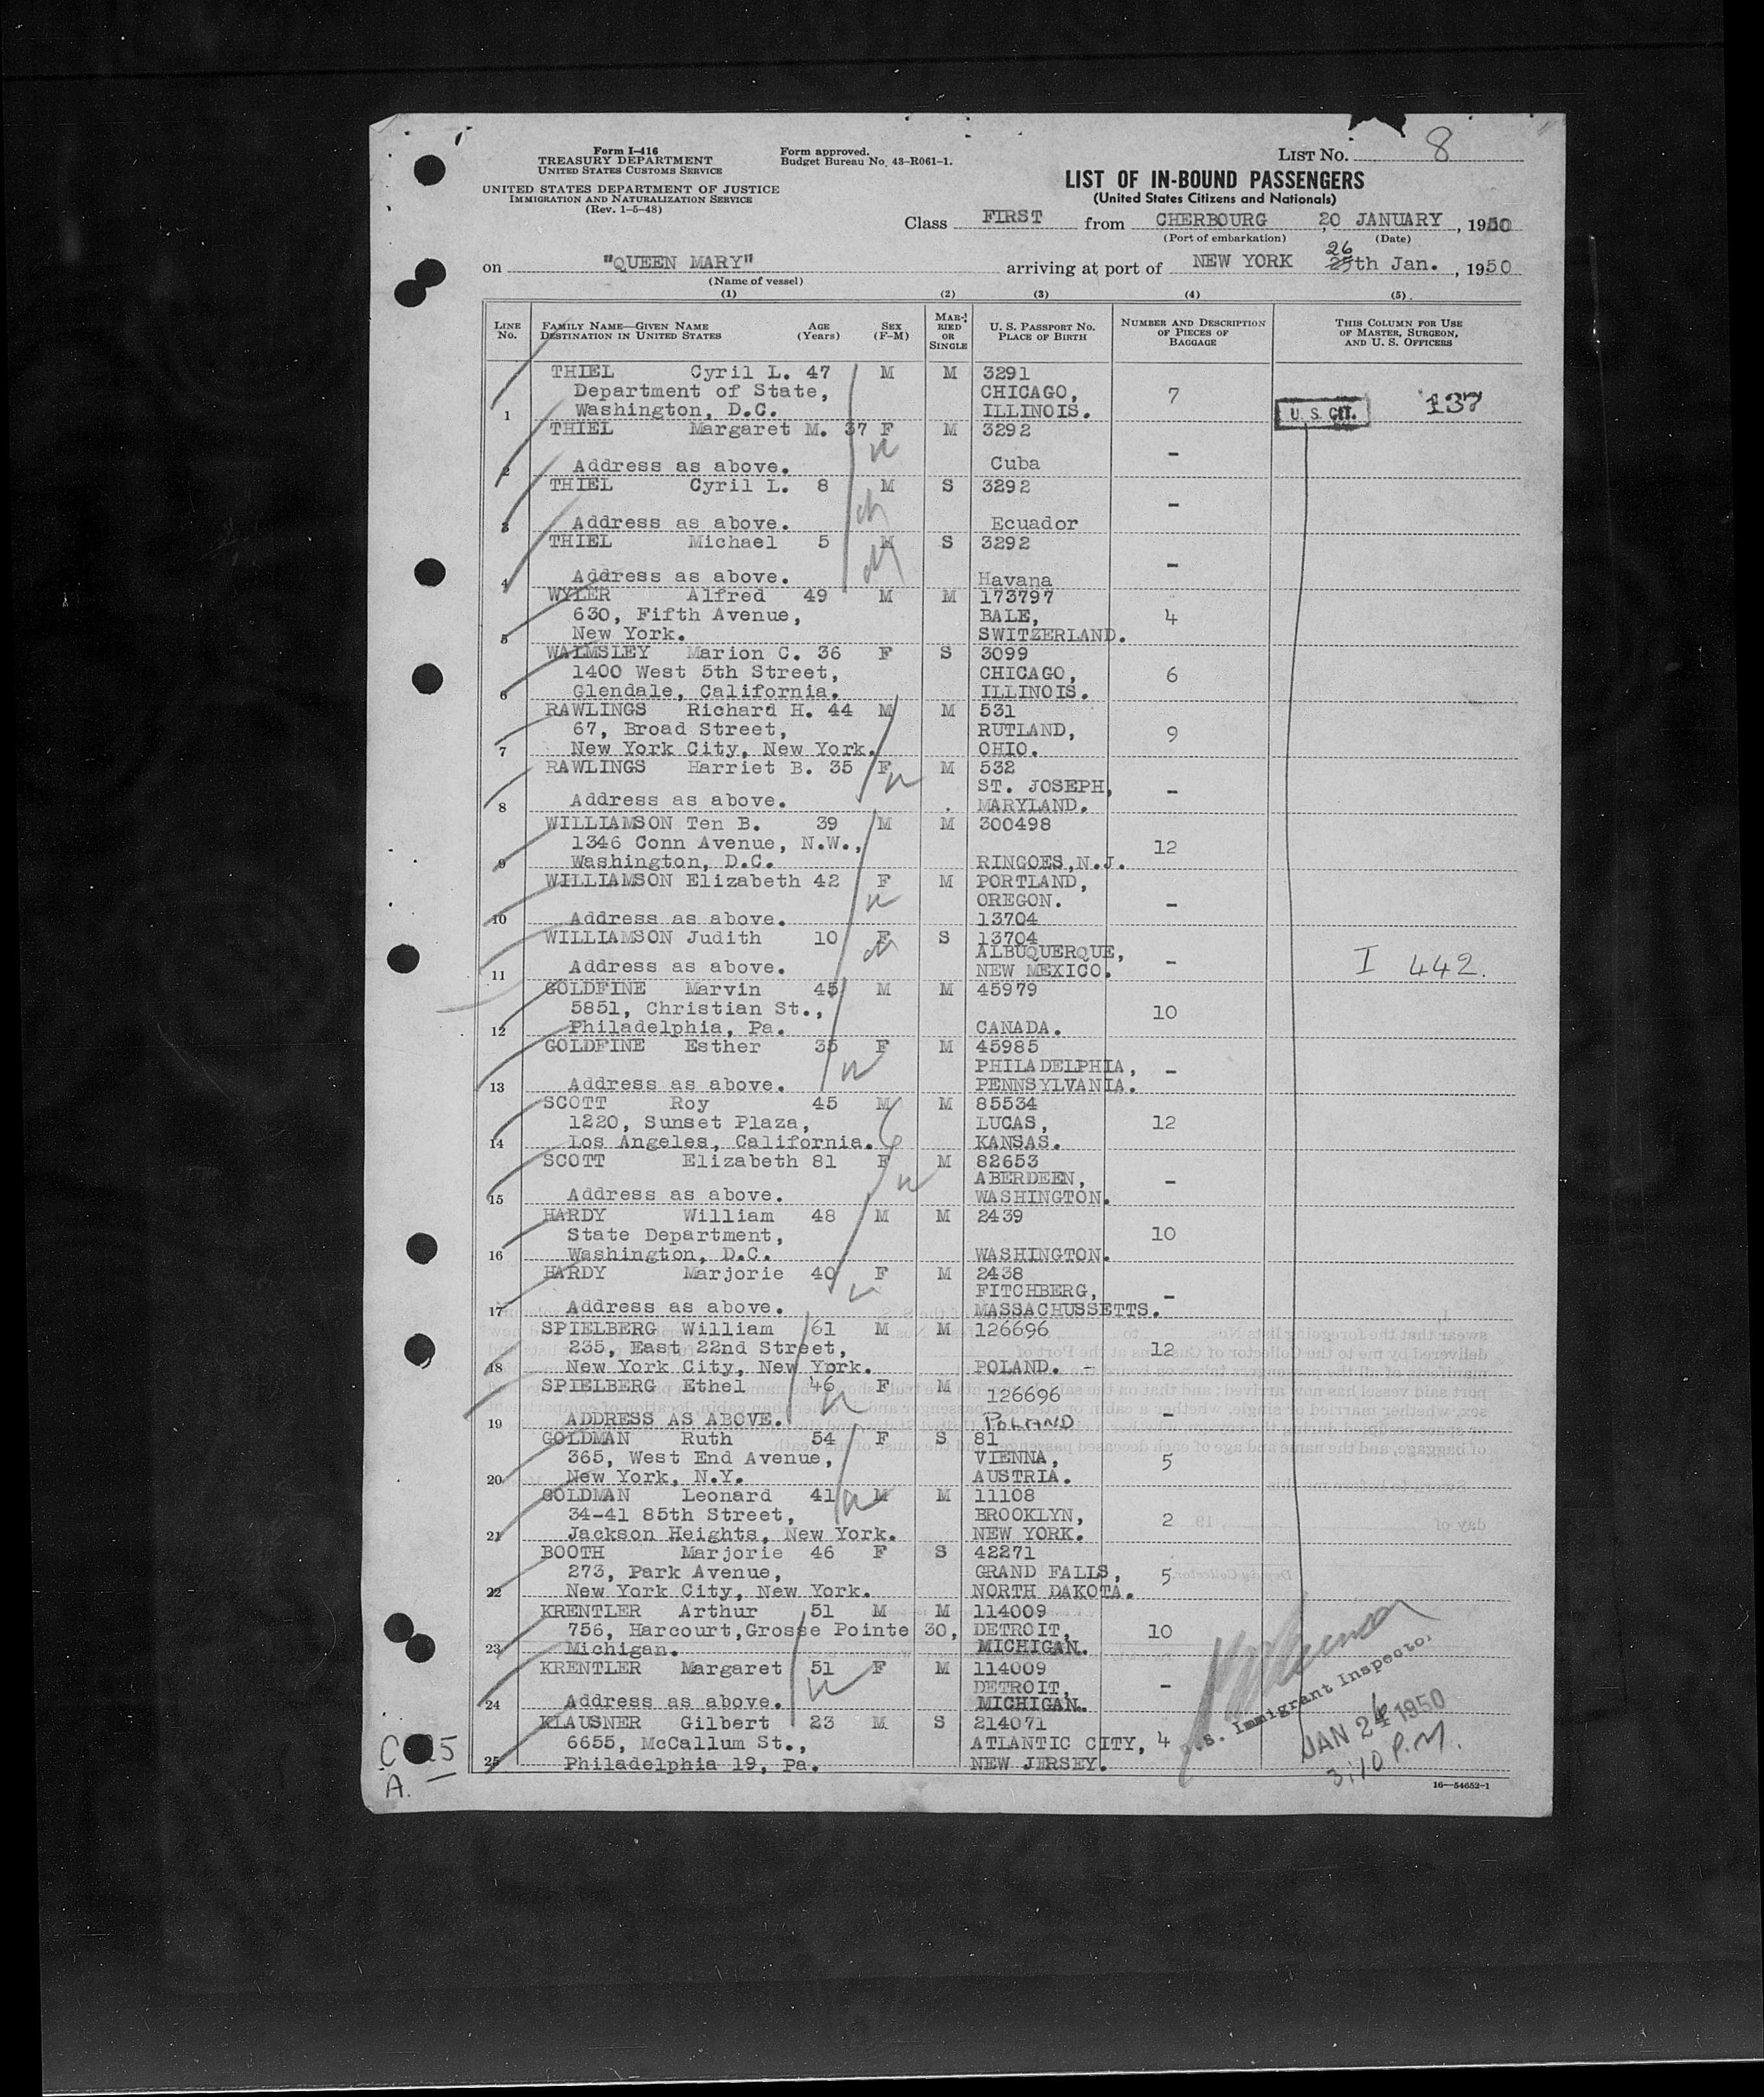 Form I-416
TREASURY DEPARTMENT
UNITED STATES CUSTOMS SERVICE
UNITED STATES DEPARTMENT OF JUSTICE
IMMIGRATION AND NATURALIZATION SERVICE
(Rev. 1-5-48)
Form approved.
Budget Bureau No. 43-R061-1.
LIST NO. 8
LIST OF IN-BOUND PASSENGERS
(United States Citizens and Nationals)
Class FIRST from CHERBOURG, 20 JANUARY, 1950
(Port of embarkation) (Date)
on "QUEEN MARY" arriving at port of NEW YORK 26 25th Jan., 1950
(Name of vessel)
(1) (2) (3) (4) (5)
LINE No. FAMILY NAME—GIVEN NAME DESTINATION IN UNITED STATES AGE (Years) SEX (F-M) MARRIED OR SINGLE U. S. PASSPORT NO. PLACE OF BIRTH NUMBER AND DESCRIPTION OF PIECES OF BAGGAGE THIS COLUMN FOR USE OF MASTER, SURGEON, AND U. S. OFFICERS
THIEL Cyril L. 47 M M 3291
Department of State, CHICAGO, 7
1 Washington, D.C. ILLINOIS. U. S. CIT. 137
THIEL Margaret M. 37 F M 3292
-
2 Address as above. Cuba
THIEL Cyril L. 8 M S 3292
-
3 Address as above. Ecuador
THIEL Michael 5 M S 3292
-
4 Address as above. Havana
WYLER Alfred 49 M M 173797
630, Fifth Avenue, BALE, 4
5 New York. SWITZERLAND.
WALMSLEY Marion C. 36 F S 3099
1400 West 5th Street, CHICAGO, 6
6 Glendale, California. ILLINOIS.
RAWLINGS Richard H. 44 M M 531
67, Broad Street, RUTLAND, 9
7 New York City, New York. OHIO.
RAWLINGS Harriet B. 35 F M 532
ST. JOSEPH, -
8 Address as above. MARYLAND.
WILLIAMSON Ten B. 39 M M 300498
1346 Conn Avenue, N.W., 12
9 Washington, D.C. RINGOES, N.J.
WILLIAMSON Elizabeth 42 F M PORTLAND,
OREGON. -
10 Address as above. 13704
WILLIAMSON Judith 10 F S 13704
ALBUQUERQUE,
11 Address as above. NEW MEXICO. - I 442.
GOLDFINE Marvin 45 M M 45979
5851, Christian St., 10
12 Philadelphia, Pa. CANADA.
GOLDFINE Esther 35 F M 45985
PHILADELPHIA, -
13 Address as above. PENNSYLVANIA.
SCOTT Roy 45 M M 85534
1220, Sunset Plaza, LUCAS, 12
14 Los Angeles, California. KANSAS.
SCOTT Elizabeth 81 F M 82653
ABERDEEN, -
15 Address as above. WASHINGTON.
HARDY William 48 M M 2439
State Department, 10
16 Washington, D.C. WASHINGTON.
HARDY Marjorie 40 F M 2438
FITCHBERG, -
17 Address as above. MASSACHUSSETTS.
SPIELBERG William 61 M M 126696
235, East 22nd Street, 12
18 New York City, New York. POLAND. -
SPIELBERG Ethel 46 F M 126696
-
19 ADDRESS AS ABOVE. POLAND
GOLDMAN Ruth 54 F S 81
365, West End Avenue, VIENNA, 5
20 New York, N.Y. AUSTRIA.
GOLDMAN Leonard 41 M M 11108
34-41 85th Street, BROOKLYN, 2
21 Jackson Heights, New York. NEW YORK.
BOOTH Marjorie 46 F S 42271
273, Park Avenue, GRAND FALLS, 5
22 New York City, New York. NORTH DAKOTA.
KRENTLER Arthur 51 M M 114009
756, Harcourt, Grosse Pointe 30, DETROIT, 10
23 Michigan. MICHIGAN.
KRENTLER Margaret 51 F M 114009
DETROIT, -
24 Address as above. MICHIGAN.
KLAUSNER Gilbert 23 M S 214071
6655, McCallum St., ATLANTIC CITY, 4
25 Philadelphia 19, Pa. NEW JERSEY.
U.S. Immigrant Inspector
JAN 26 1950
3:10 P.M.
A.
16—54652-1